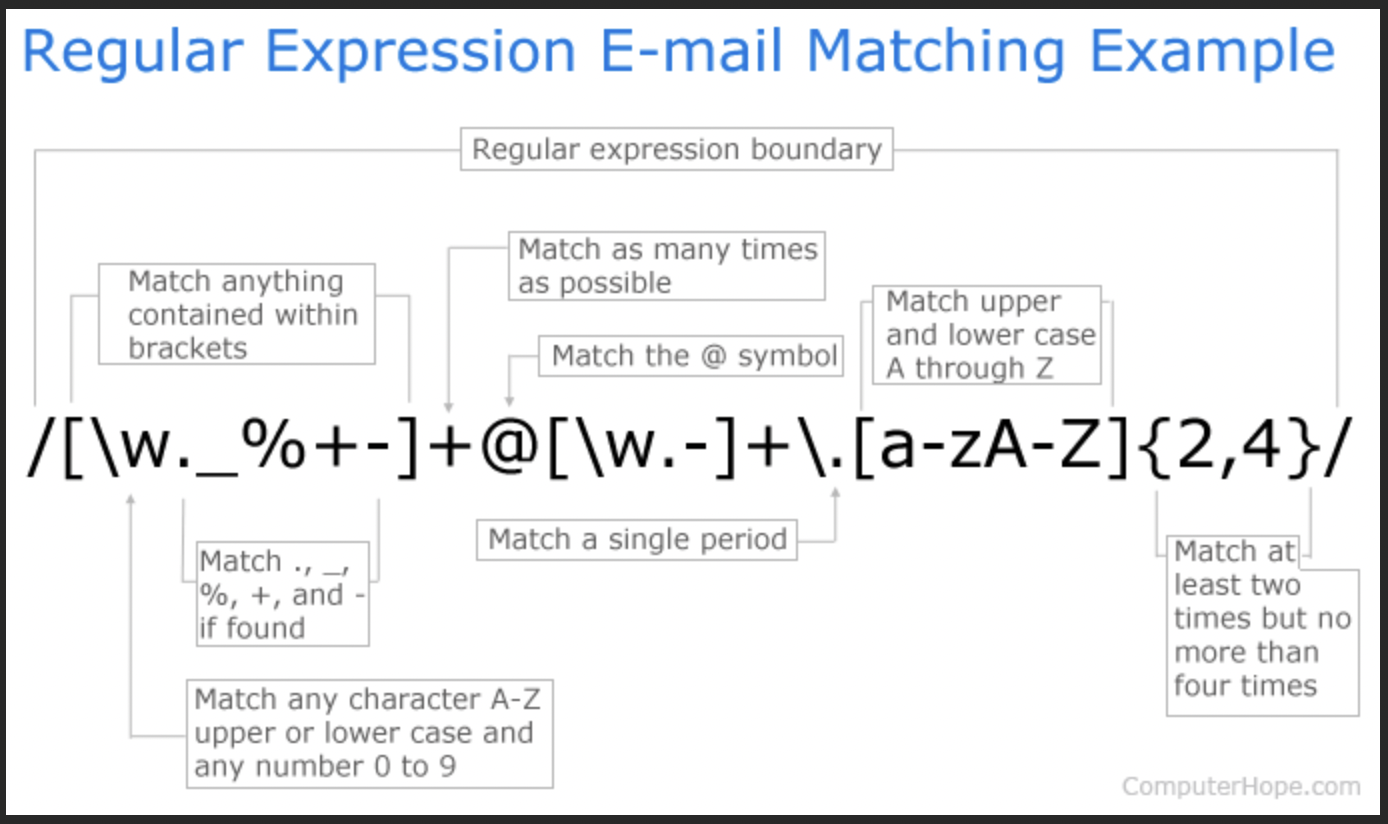 Regular Expression E-mail Matching Example
Regular expression boundary
Match as many times
as possible
Match anything
contained within
brackets
Match upper
and lower case
A through Z
Match the @ symbol
/[\w._%+-]+@[\w.-]+\.[a-zA-Z]{2,4}/
Match a single period
Match ., _,
%, +, and -
if found
Match at
least two
times but no
more than
four times
Match any character A-Z
upper or lower case and
any number 0 to 9
ComputerHope.com